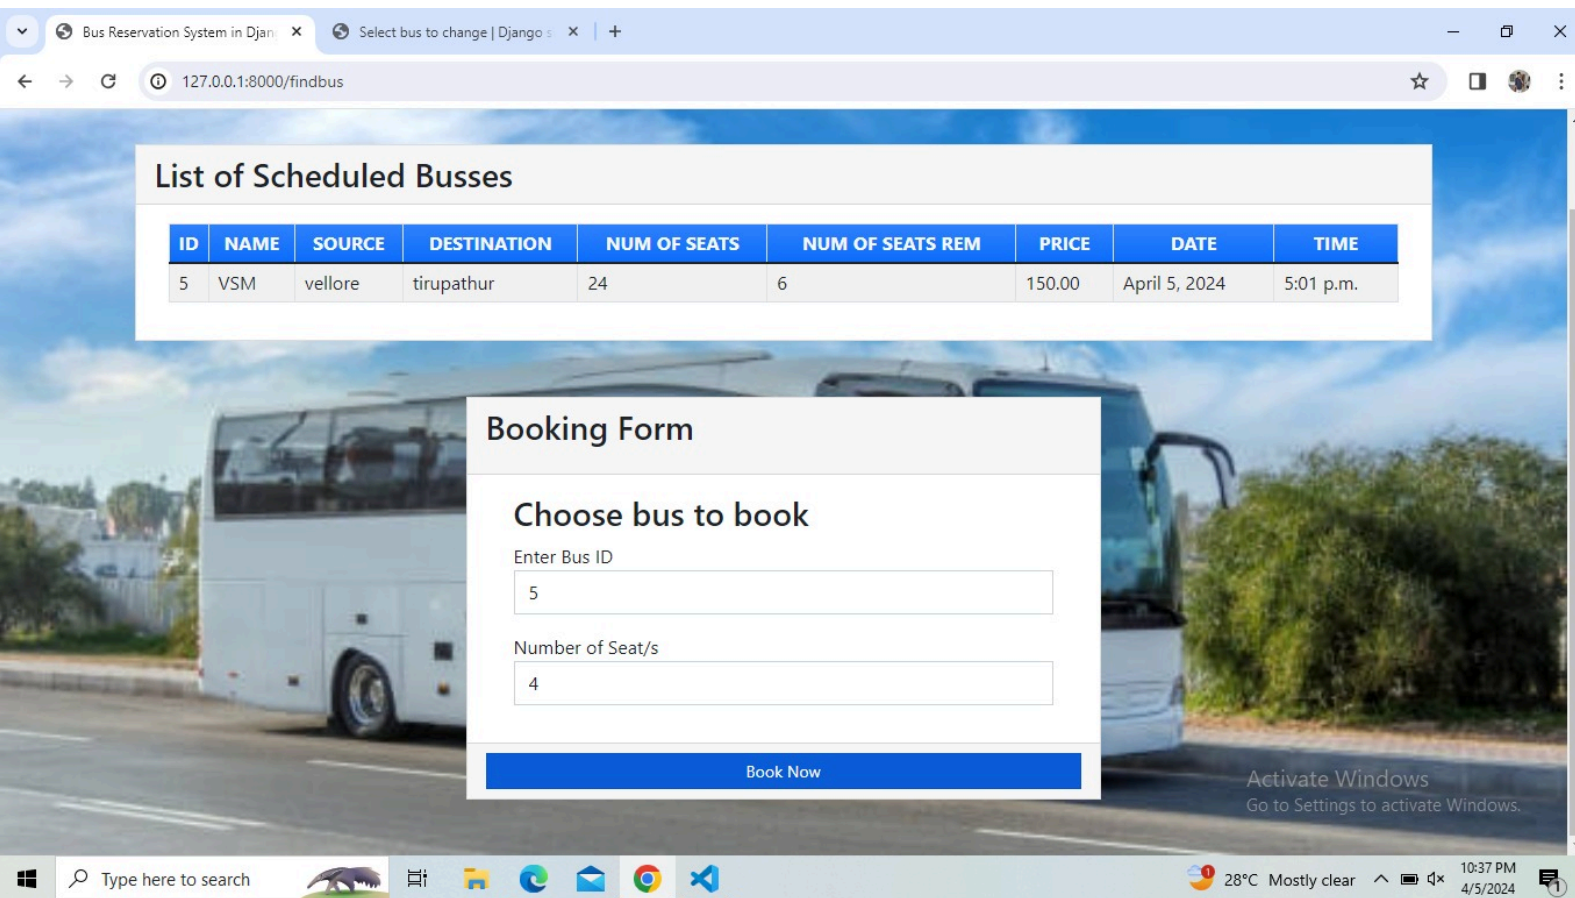 Bus Reservation System in Djan
Select bus to change | Django s
127.0.0.1:8000/findbus
List of Scheduled Busses
ID NAME SOURCE DESTINATION NUM OF SEATS NUM OF SEATS REM PRICE DATE TIME
5 VSM vellore tirupathur 24 6 150.00 April 5, 2024 5:01 p.m.
Booking Form
Choose bus to book
Enter Bus ID
5
Number of Seat/s
4
Book Now
Activate Windows
Go to Settings to activate Windows.
Type here to search
1
28°C Mostly clear
10:37 PM
4/5/2024
1